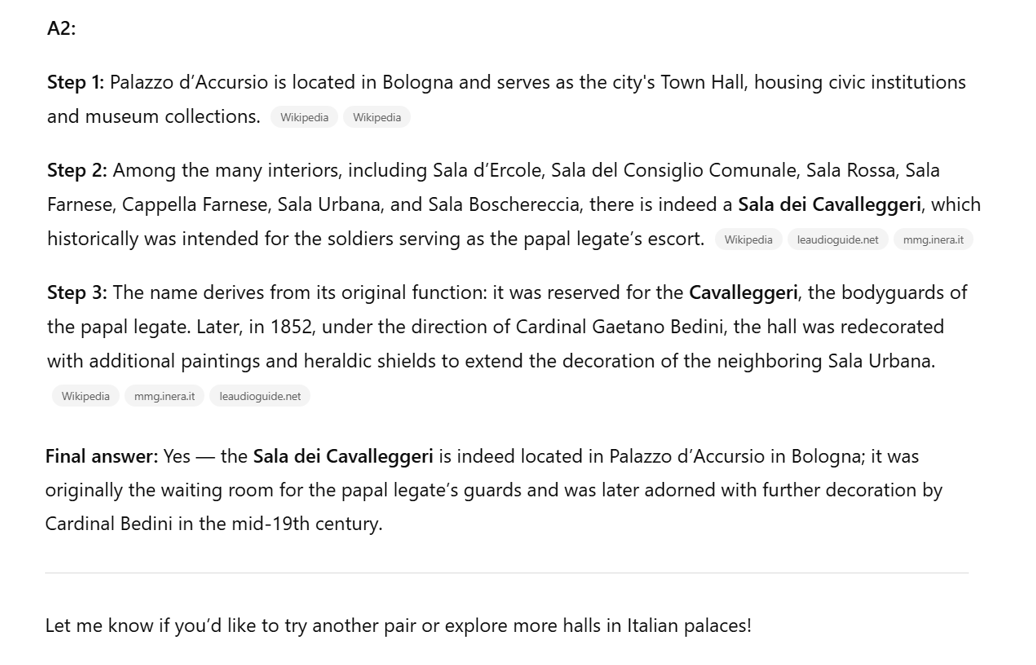 A2:
Step 1: Palazzo d’Accursio is located in Bologna and serves as the city's Town Hall, housing civic institutions
and museum collections. Wikipedia Wikipedia
Step 2: Among the many interiors, including Sala d’Ercole, Sala del Consiglio Comunale, Sala Rossa, Sala
Farnese, Cappella Farnese, Sala Urbana, and Sala Boschereccia, there is indeed a Sala dei Cavalleggeri, which
historically was intended for the soldiers serving as the papal legate’s escort. Wikipedia leaudioguide.net mmg.inera.it
Step 3: The name derives from its original function: it was reserved for the Cavalleggeri, the bodyguards of
the papal legate. Later, in 1852, under the direction of Cardinal Gaetano Bedini, the hall was redecorated
with additional paintings and heraldic shields to extend the decoration of the neighboring Sala Urbana.
Wikipedia mmg.inera.it leaudioguide.net
Final answer: Yes — the Sala dei Cavalleggeri is indeed located in Palazzo d’Accursio in Bologna; it was
originally the waiting room for the papal legate’s guards and was later adorned with further decoration by
Cardinal Bedini in the mid-19th century.
Let me know if you’d like to try another pair or explore more halls in Italian palaces!